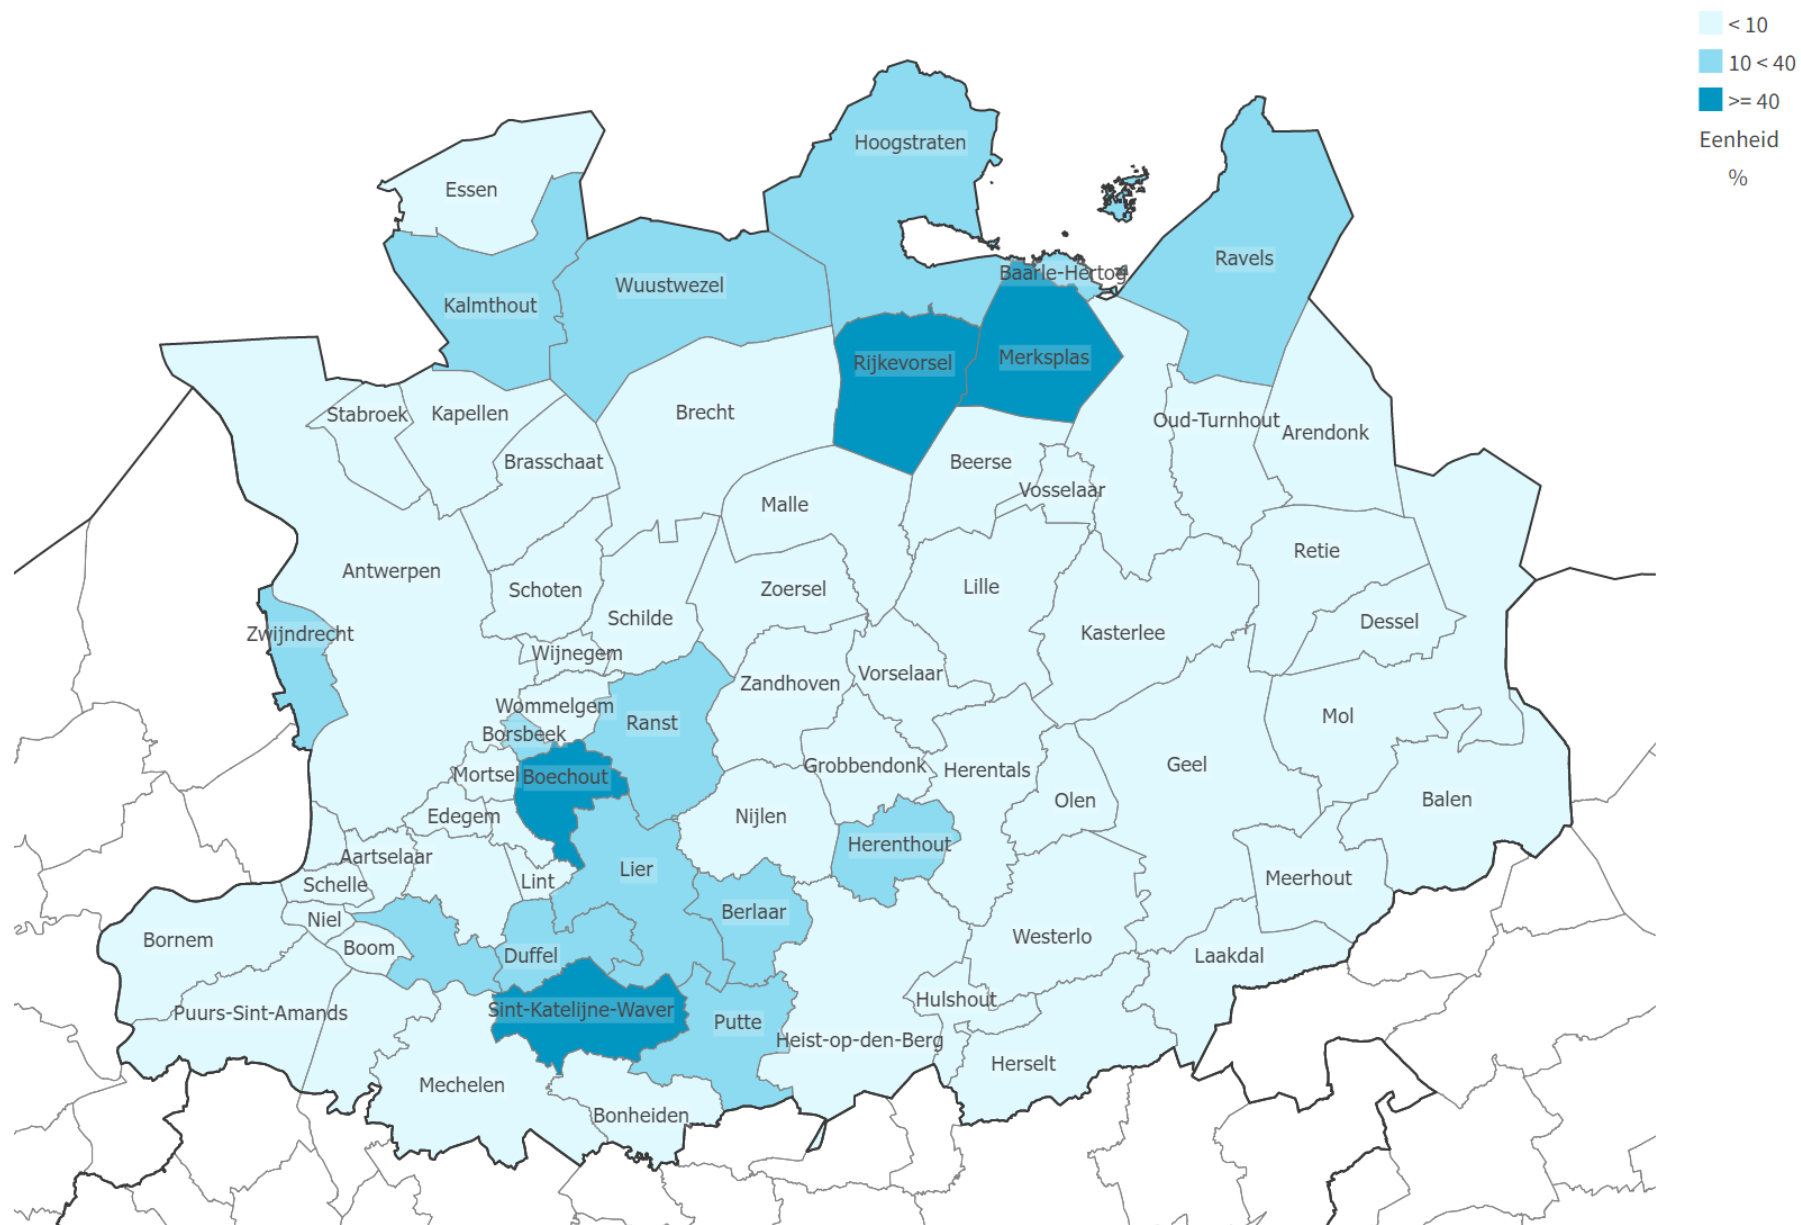 < 10
10 < 40
>= 40
Eenheid
%
Hoogstraten
Essen
Ravels
Baarle-Hertog
Wuustwezel
Kalmthout
Rijkevorsel
Merksplas
Stabroek
Kapellen
Brecht
Oud-Turnhout
Arendonk
Brasschaat
Beerse
Vosselaar
Malle
Retie
Antwerpen
Schoten
Zoersel
Lille
Schilde
Dessel
Zwijndrecht
Kasterlee
Wijnegem
Vorselaar
Zandhoven
Wommelgem
Ranst
Mol
Borsbeek
Grobbendonk
Herentals
Geel
Mortsel
Boechout
Olen
Balen
Edegem
Nijlen
Herenthout
Aartselaar
Lier
Meerhout
Schelle
Lint
Berlaar
Niel
Bornem
Boom
Duffel
Westerlo
Laakdal
Hulshout
Puurs-Sint-Amands
Sint-Katelijne-Waver
Putte
Heist-op-den-Berg
Herselt
Mechelen
Bonheiden